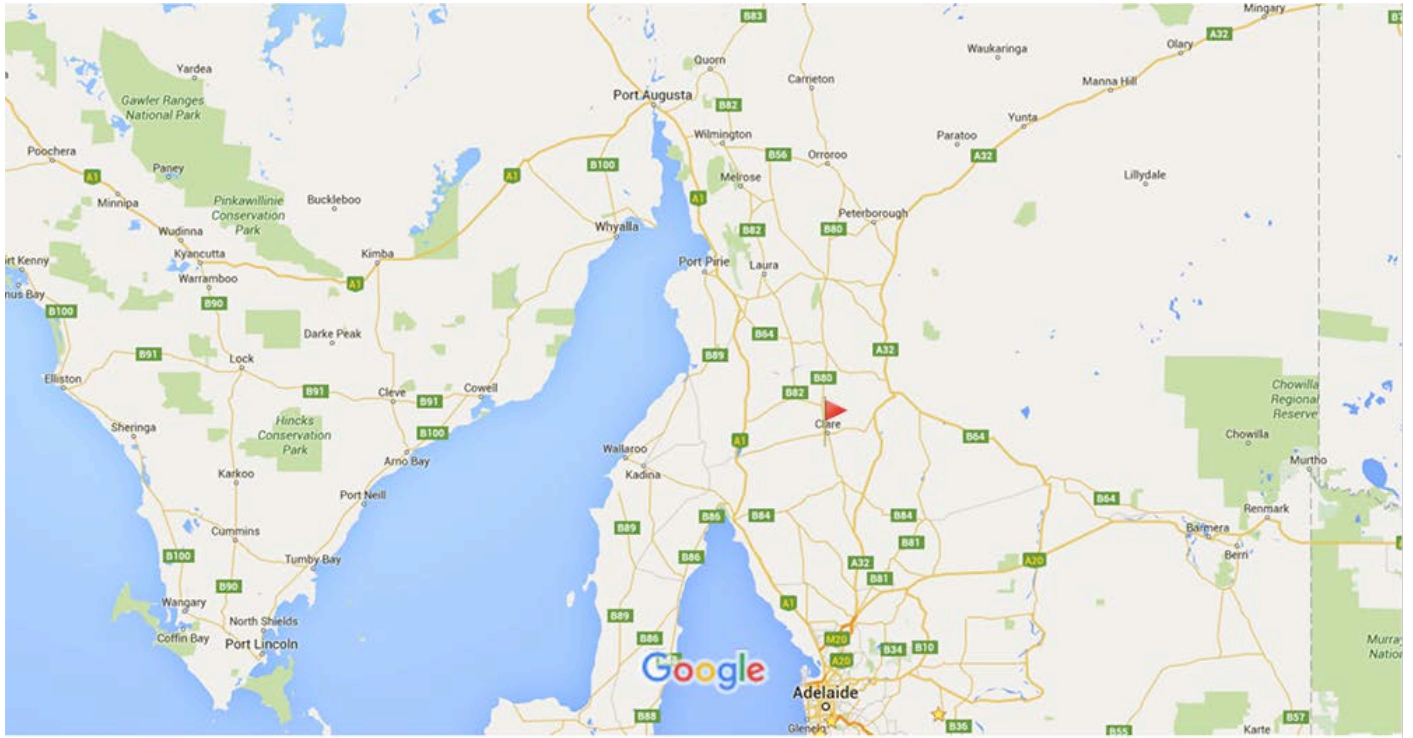 B83
Mingary
B7
A32
Quorn
Waukaringa
Olary
Yardea
Carrieton
Manna Hill
Port Augusta
Gawler Ranges
National Park
B82
Yunta
Wilmington
Paratoo
Poochera
B56
Orroroo
A32
B100
Paney
A1
A1
Melrose
Lillydale
Minnipa
Buckleboo
A1
Pinkawillinie
Conservation
Park
Peterborough
Whyalla
B82
B80
Wudinna
Kyancutta
Kimba
rt Kenny
Port Pirie
Laura
Warramboo
A1
nus Bay
B90
B100
Darke Peak
B64
A32
B91
Lock
B89
Elliston
B80
Chowilla
Regional
Reserve
B91
Cleve
B91
Cowell
B82
Hincks
Conservation
Park
Sheringa
B100
Clare
A1
B64
Chowilla
Arno Bay
Wallaroo
Murtho
Karkoo
Kadina
Port Neill
B64
B86
B84
B84
Renmark
Cummins
B89
Barmera
B100
B81
Berri
Tumby Bay
B86
A32
A20
B90
B81
Wangary
A1
North Shields
B89
Coffin Bay
B86
M20
Port Lincoln
B34
B10
Murra
Nation
A20
Google
Adelaide
B88
Glenelg
B36
B55
Karte
B57